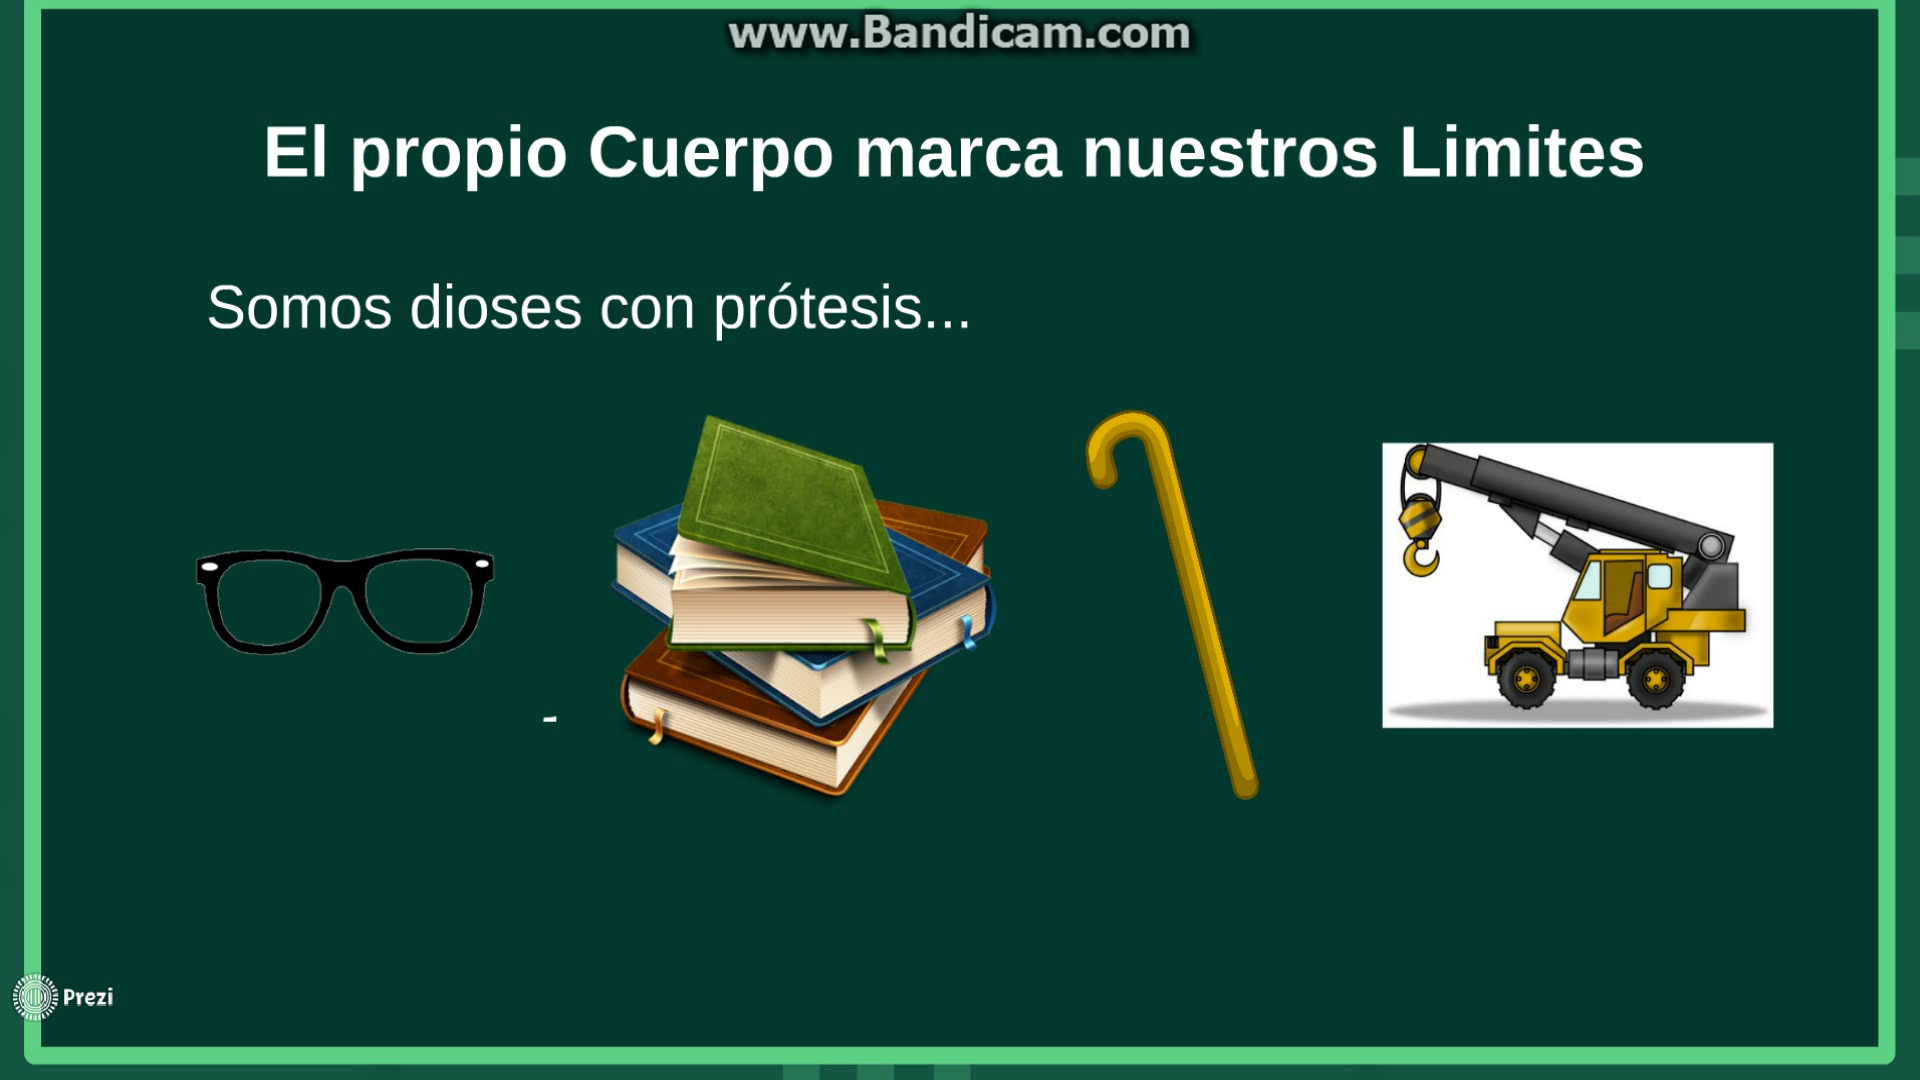 www.Bandicam.com
El propio Cuerpo marca nuestros Limites
Somos dioses con prótesis...
-
Prezi